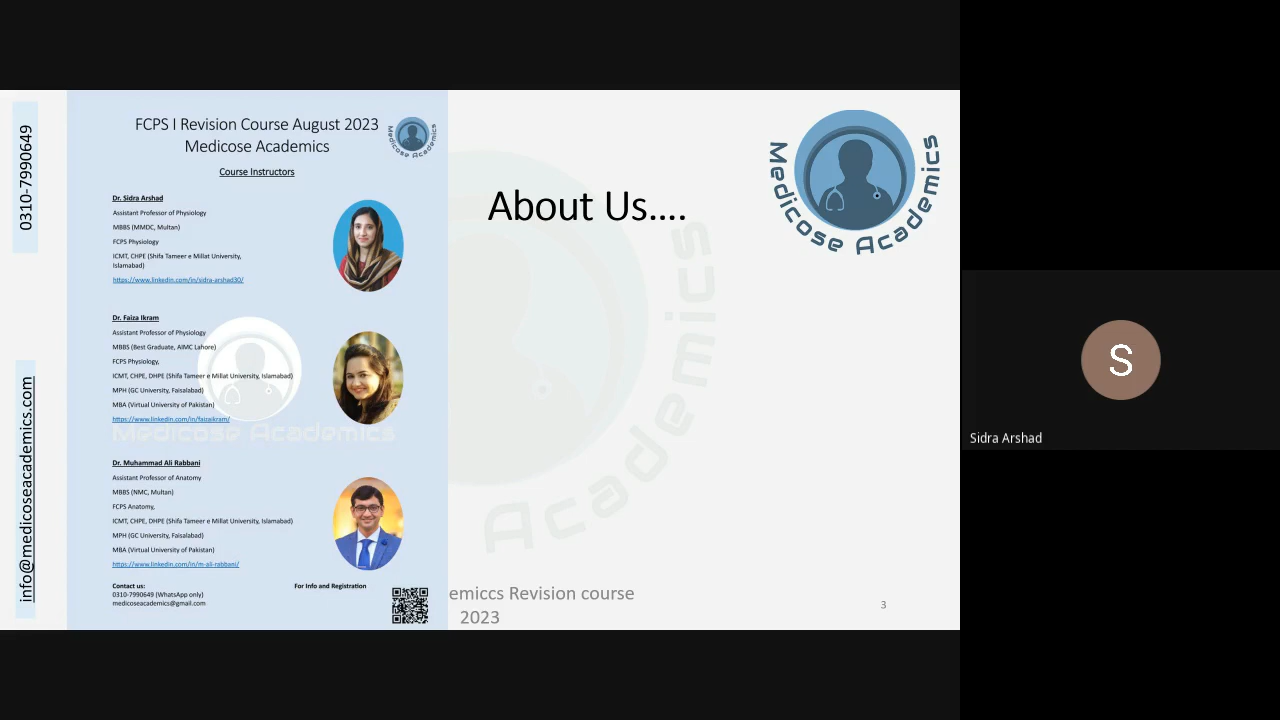 0310-7990649
info@medicoseacademics.com
FCPS I Revision Course August 2023
Medicose Academics
Medicose Academics
Course Instructors
Dr. Sidra Arshad
Assistant Professor of Physiology
MBBS (MMDC, Multan)
FCPS Physiology
ICMT, CHPE (Shifa Tameer e Millat University,
Islamabad)
https://www.linkedin.com/in/sidra-arshad30/
Dr. Faiza Ikram
Assistant Professor of Physiology
MBBS (Best Graduate, AIMC Lahore)
FCPS Physiology,
ICMT, CHPE, DHPE (Shifa Tameer e Millat University, Islamabad)
MPH (GC University, Faisalabad)
MBA (Virtual University of Pakistan)
https://www.linkedin.com/in/faizaikram/
Medicose Academics
Dr. Muhammad Ali Rabbani
Assistant Professor of Anatomy
MBBS (NMC, Multan)
FCPS Anatomy,
ICMT, CHPE, DHPE (Shifa Tameer e Millat University, Islamabad)
MPH (GC University, Faisalabad)
MBA (Virtual University of Pakistan)
https://www.linkedin.com/in/m-ali-rabbani/
Contact us:
0310-7990649 (WhatsApp only)
medicoseacademics@gmail.com
For Info and Registration
About Us....
Medicose Academics
Academics
emiccs Revision course
2023
3
S
Sidra Arshad